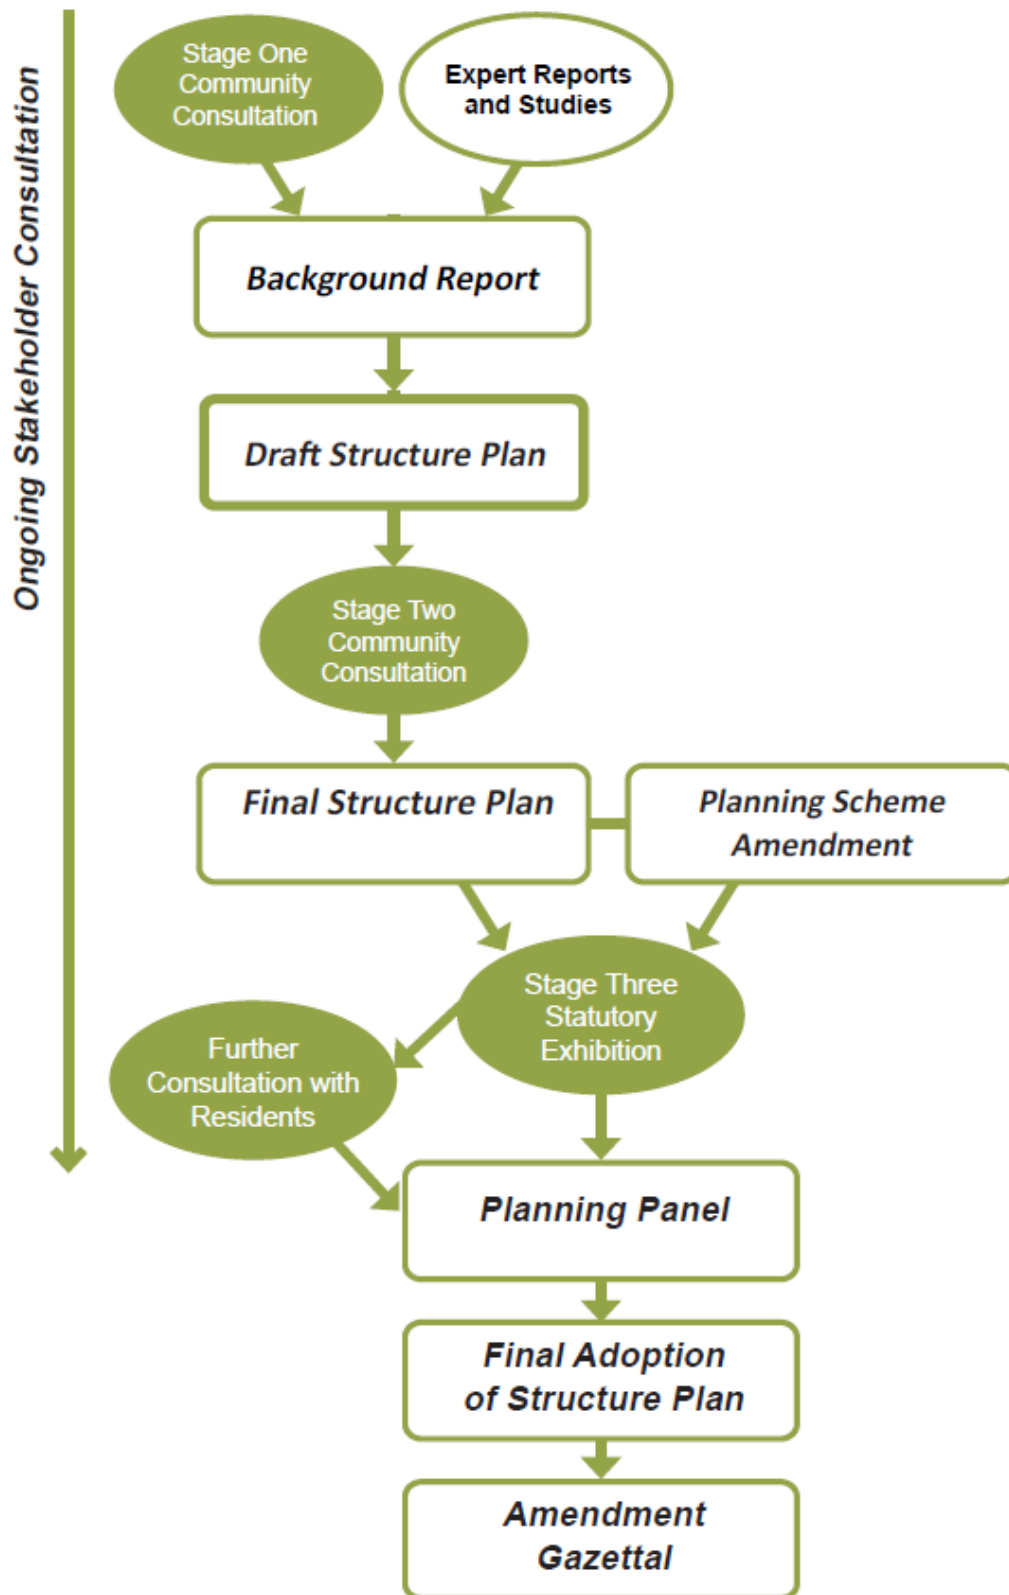 Ongoing Stakeholder Consultation
Stage One
Community
Consultation
Expert Reports
and Studies
Background Report
Draft Structure Plan
Stage Two
Community
Consultation
Final Structure Plan
Planning Scheme
Amendment
Stage Three
Statutory
Exhibition
Further
Consultation with
Residents
Planning Panel
Final Adoption
of Structure Plan
Amendment
Gazettal